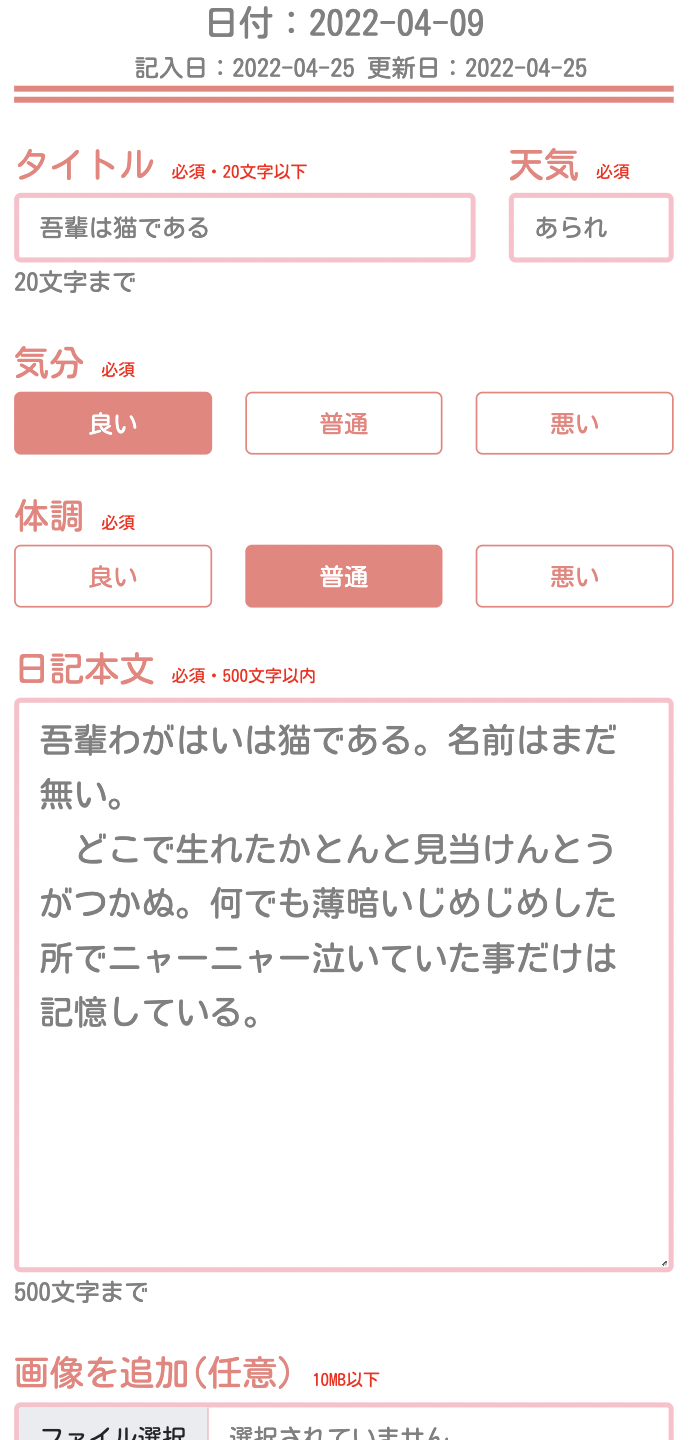 日付：2022-04-09
記入日：2022-04-25 更新日：2022-04-25
タイトル 必須・20文字以下 天気 必須
吾輩は猫である あられ
20文字まで
気分 必須
良い 普通 悪い
体調 必須
良い 普通 悪い
日記本文 必須・500文字以内
吾輩わがはいは猫である。名前はまだ
無い。
　どこで生れたかとんと見当けんとう
がつかぬ。何でも薄暗いじめじめした
所でニャーニャー泣いていた事だけは
記憶している。
500文字まで
画像を追加(任意) 10MB以下
ファイル選択 選択されていません